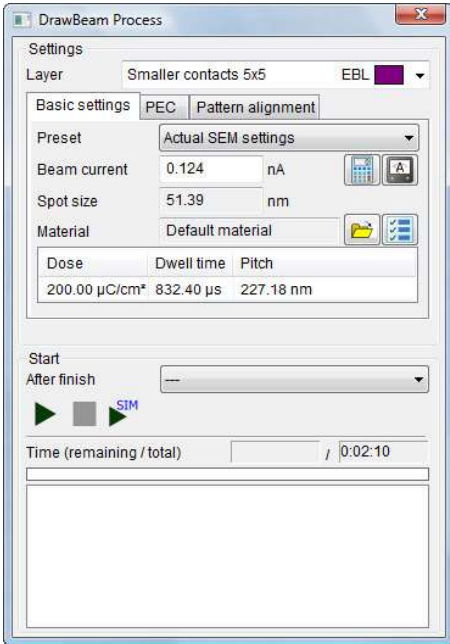 DrawBeam Process
Settings
Layer Smaller contacts 5x5 EBL
Basic settings PEC Pattern alignment
Preset Actual SEM settings
Beam current 0.124 nA A
Spot size 51.39 nm
Material Default material
Dose Dwell time Pitch
200.00 µC/cm² 832.40 µs 227.18 nm
Start
After finish ---
SIM
Time (remaining / total) / 0:02:10